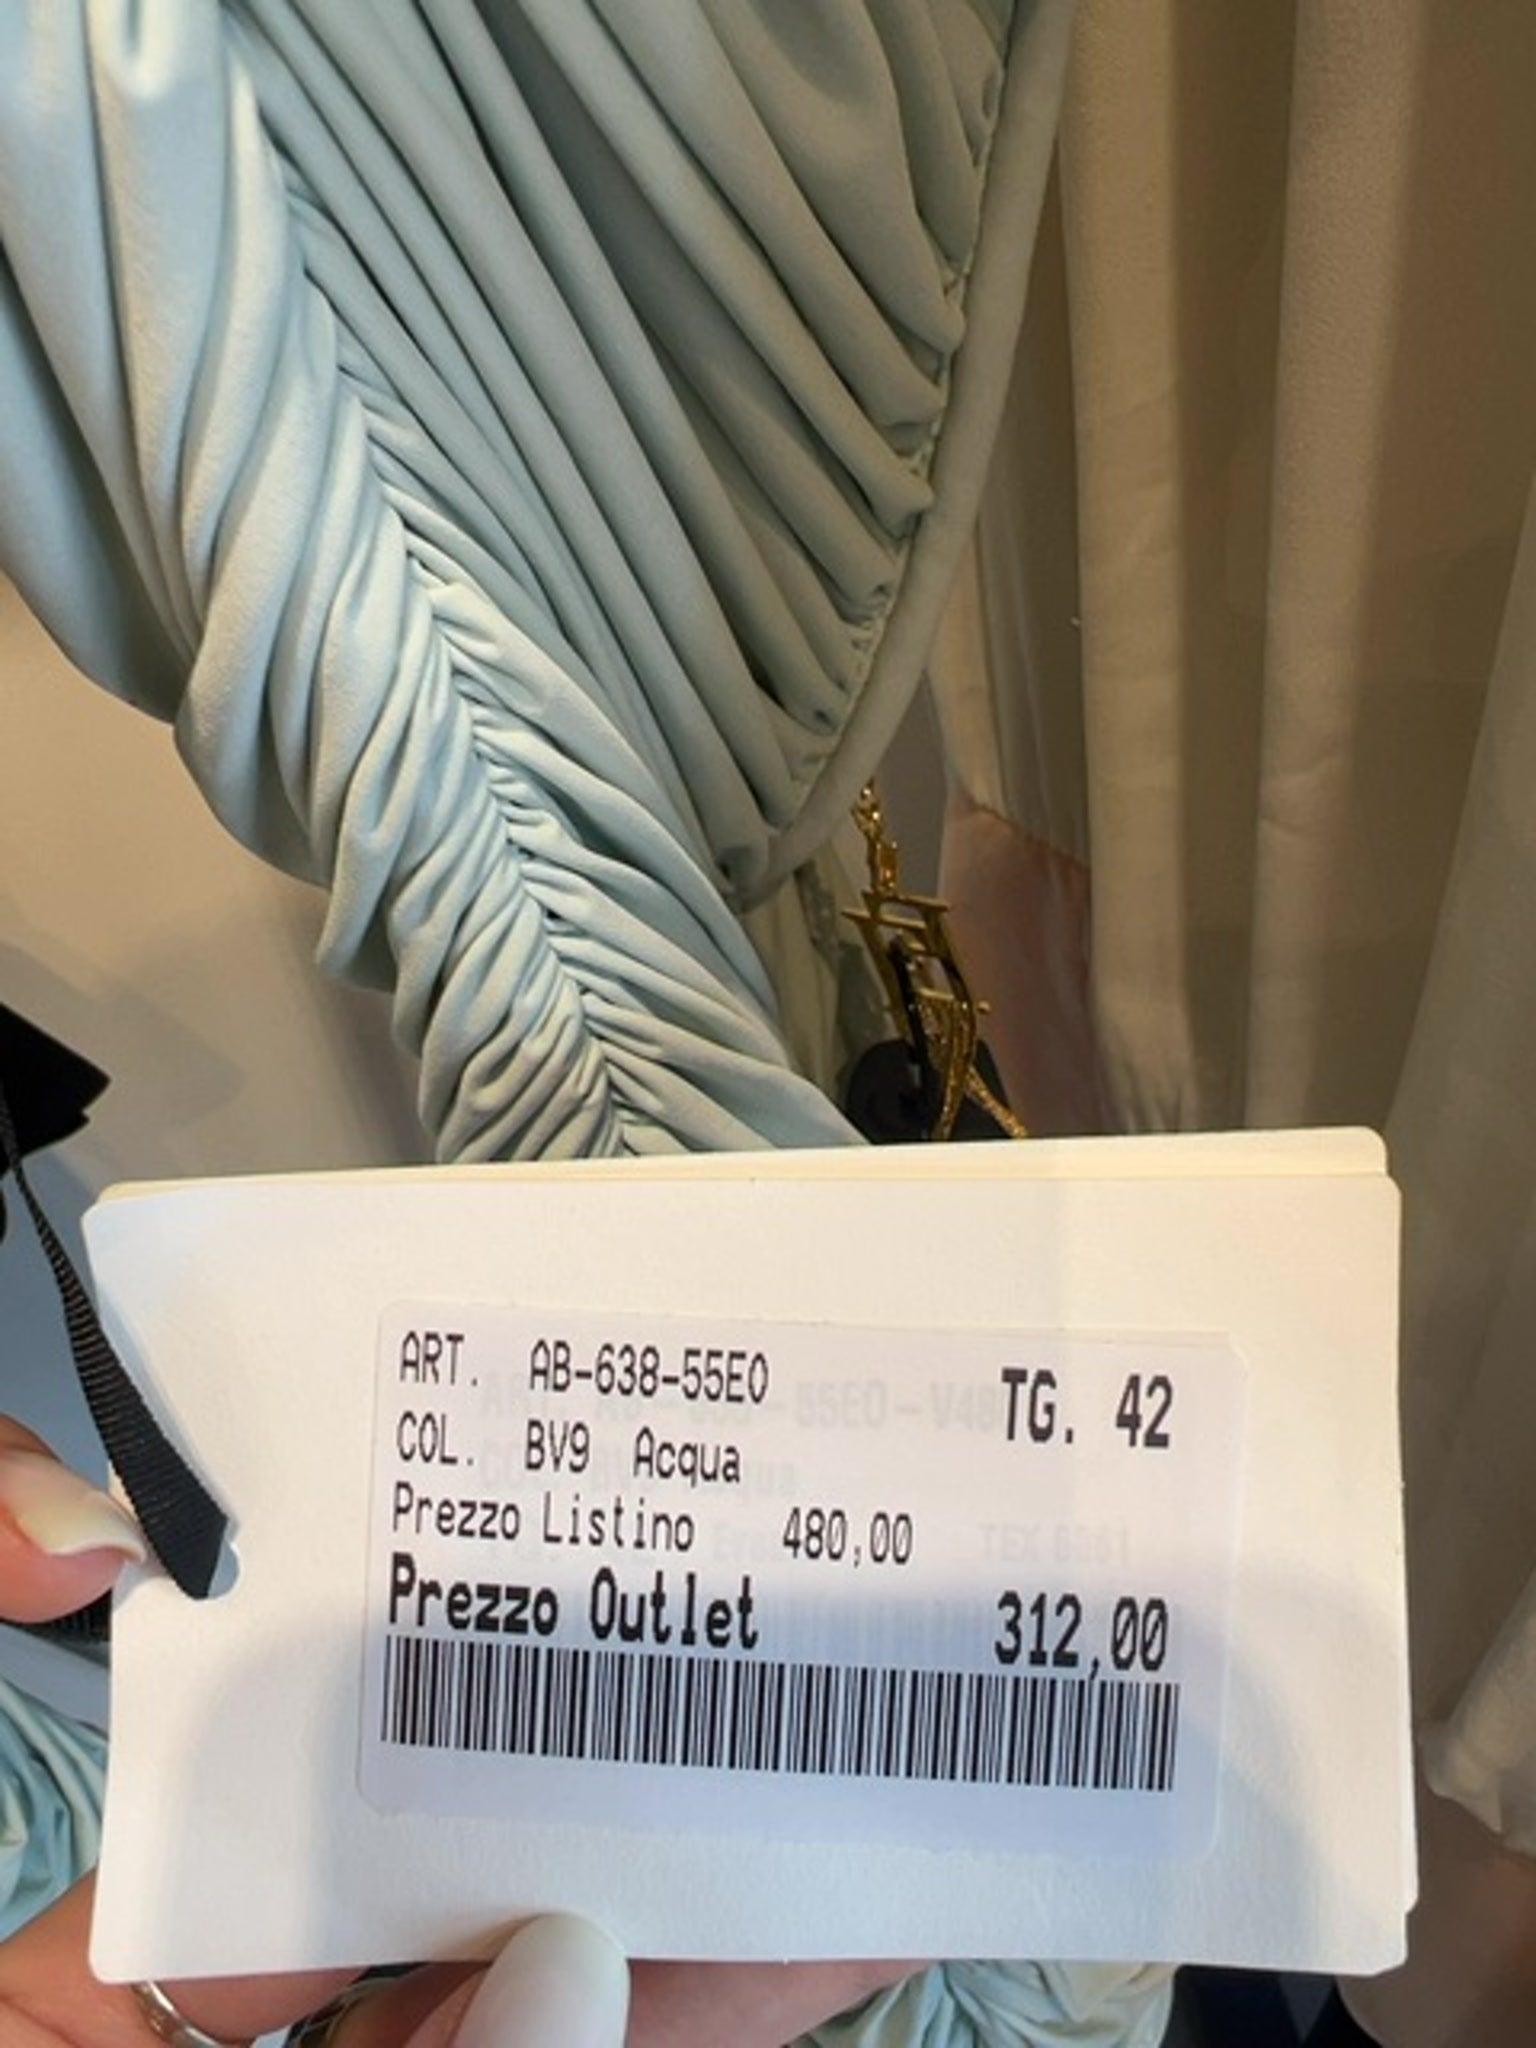 ART. AB-638-55E0
TG. 42
COL. BV9 Acqua
Prezzo Listino 480,00
Prezzo Outlet 312,00